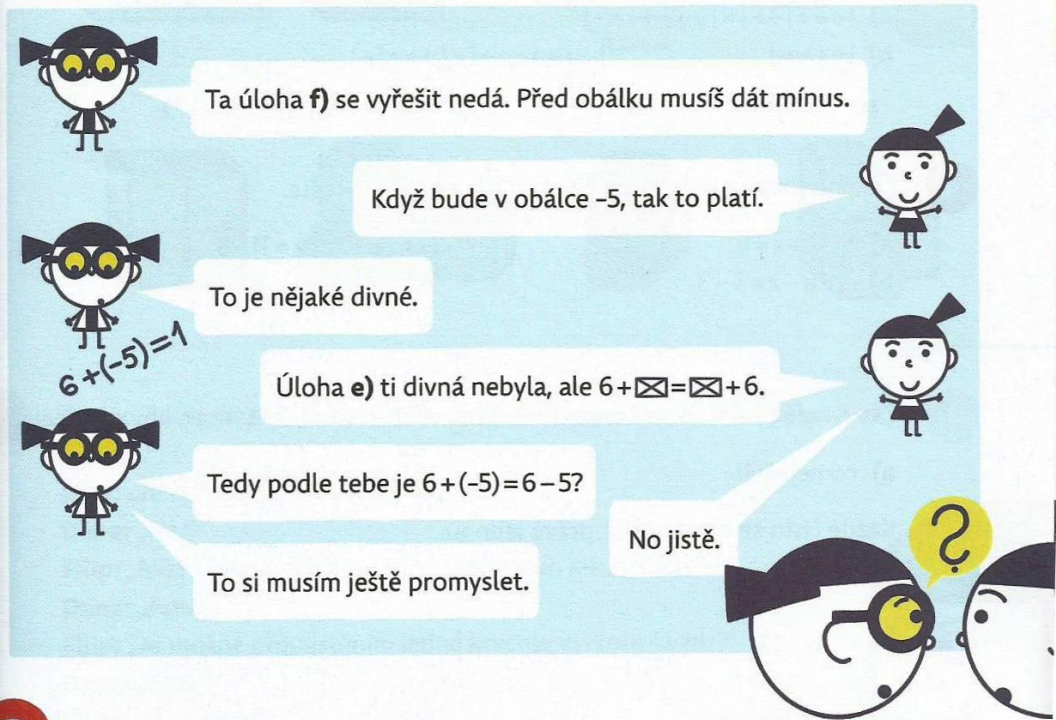 Ta úloha f) se vyřešit nedá. Před obálku musíš dát mínus.
Když bude v obálce –5, tak to platí.
To je nějaké divné.
6+(-5)=1
Úloha e) ti divná nebyla, ale 6+✉=✉+6.
Tedy podle tebe je 6+(–5)=6–5?
No jistě.
To si musím ještě promyslet.
?